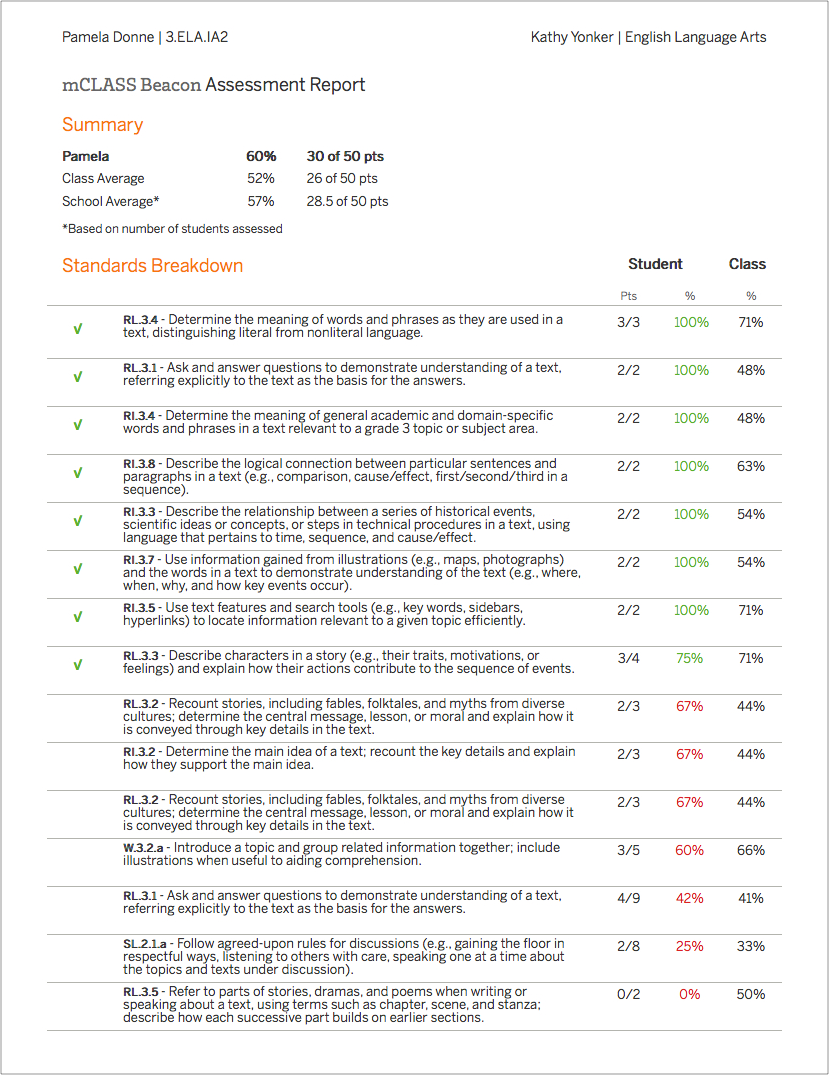 Pamela Donne | 3.ELA.IA2
Kathy Yonker | English Language Arts
mCLASS Beacon Assessment Report
Summary
Pamela 60% 30 of 50 pts
Class Average 52% 26 of 50 pts
School Average* 57% 28.5 of 50 pts
*Based on number of students assessed
Standards Breakdown Student Class
Pts % %
√ RL.3.4 - Determine the meaning of words and phrases as they are used in a 3/3 100% 71%
text, distinguishing literal from nonliteral language.
√ RL.3.1 - Ask and answer questions to demonstrate understanding of a text, 2/2 100% 48%
referring explicitly to the text as the basis for the answers.
√ RI.3.4 - Determine the meaning of general academic and domain-specific 2/2 100% 48%
words and phrases in a text relevant to a grade 3 topic or subject area.
√ RI.3.8 - Describe the logical connection between particular sentences and 2/2 100% 63%
paragraphs in a text (e.g., comparison, cause/effect, first/second/third in a
sequence).
√ RI.3.3 - Describe the relationship between a series of historical events, 2/2 100% 54%
scientific ideas or concepts, or steps in technical procedures in a text, using
language that pertains to time, sequence, and cause/effect.
√ RI.3.7 - Use information gained from illustrations (e.g., maps, photographs) 2/2 100% 54%
and the words in a text to demonstrate understanding of the text (e.g., where,
when, why, and how key events occur).
√ RI.3.5 - Use text features and search tools (e.g., key words, sidebars, 2/2 100% 71%
hyperlinks) to locate information relevant to a given topic efficiently.
√ RL.3.3 - Describe characters in a story (e.g., their traits, motivations, or 3/4 75% 71%
feelings) and explain how their actions contribute to the sequence of events.
RL.3.2 - Recount stories, including fables, folktales, and myths from diverse 2/3 67% 44%
cultures; determine the central message, lesson, or moral and explain how it
is conveyed through key details in the text.
RI.3.2 - Determine the main idea of a text; recount the key details and explain 2/3 67% 44%
how they support the main idea.
RL.3.2 - Recount stories, including fables, folktales, and myths from diverse 2/3 67% 44%
cultures; determine the central message, lesson, or moral and explain how it
is conveyed through key details in the text.
W.3.2.a - Introduce a topic and group related information together; include 3/5 60% 66%
illustrations when useful to aiding comprehension.
RL.3.1 - Ask and answer questions to demonstrate understanding of a text, 4/9 42% 41%
referring explicitly to the text as the basis for the answers.
SL.2.1.a - Follow agreed-upon rules for discussions (e.g., gaining the floor in 2/8 25% 33%
respectful ways, listening to others with care, speaking one at a time about
the topics and texts under discussion).
RL.3.5 - Refer to parts of stories, dramas, and poems when writing or 0/2 0% 50%
speaking about a text, using terms such as chapter, scene, and stanza;
describe how each successive part builds on earlier sections.